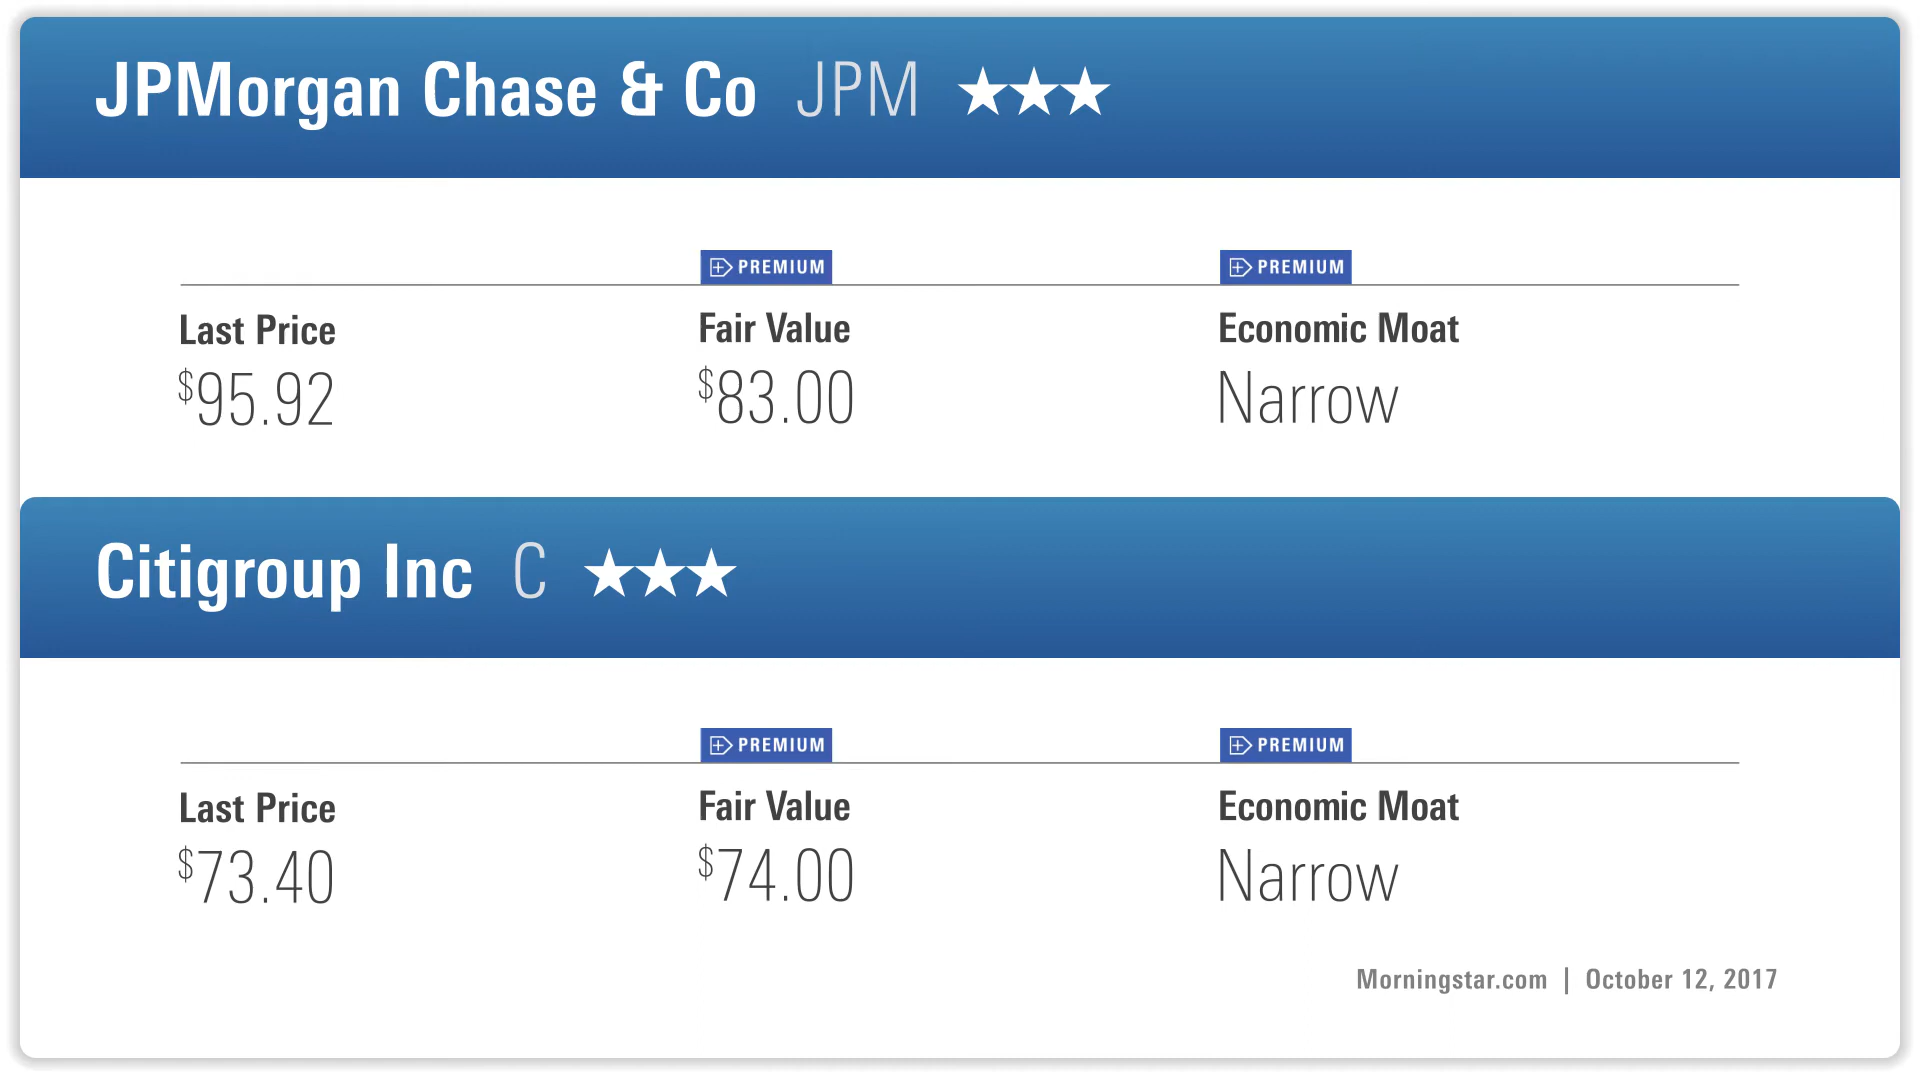 JPMorgan Chase & Co JPM ★★★
PREMIUM PREMIUM
Last Price Fair Value Economic Moat
$95.92 $83.00 Narrow
Citigroup Inc C ★★★
PREMIUM PREMIUM
Last Price Fair Value Economic Moat
$73.40 $74.00 Narrow
Morningstar.com | October 12, 2017